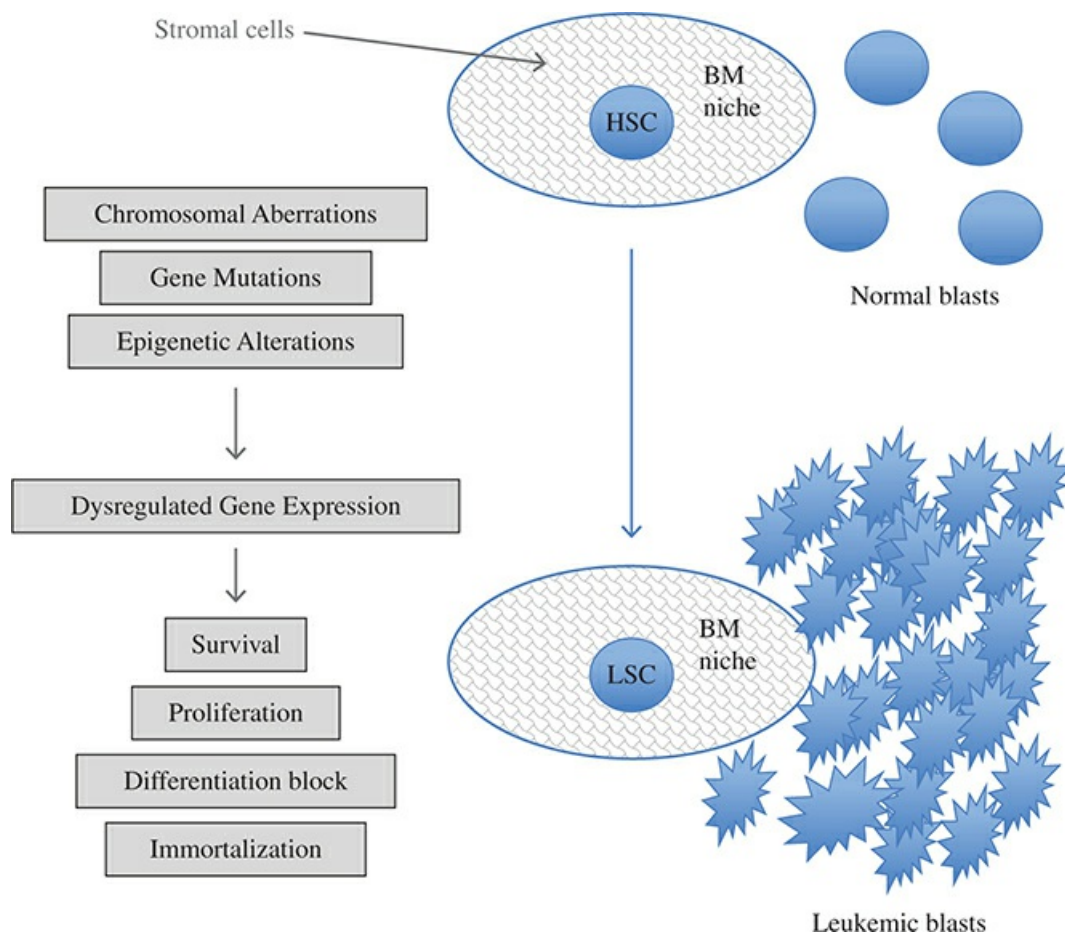 Stromal cells
BM
niche
HSC
Chromosomal Aberrations
Gene Mutations
Epigenetic Alterations
Normal blasts
Dysregulated Gene Expression
Survival
Proliferation
Differentiation block
Immortalization
BM
niche
LSC
Leukemic blasts